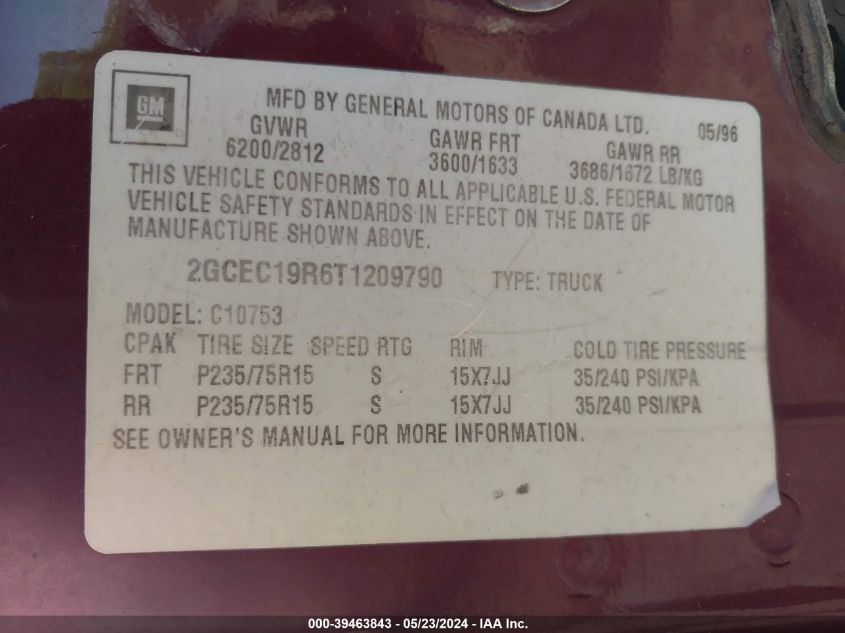 GM
MFD BY GENERAL MOTORS OF CANADA LTD. 05/96
GVWR GAWR FRT GAWR RR
6200/2812 3600/1633 3686/1672 LB/KG
THIS VEHICLE CONFORMS TO ALL APPLICABLE U.S. FEDERAL MOTOR
VEHICLE SAFETY STANDARDS IN EFFECT ON THE DATE OF
MANUFACTURE SHOWN ABOVE.
2GCEC19R6T1209790 TYPE: TRUCK
MODEL: C10753
CPAK TIRE SIZE SPEED RTG RIM COLD TIRE PRESSURE
FRT P235/75R15 S 15X7JJ 35/240 PSI/KPA
RR P235/75R15 S 15X7JJ 35/240 PSI/KPA
SEE OWNER'S MANUAL FOR MORE INFORMATION.
000-39463843 - 05/23/2024 - IAA Inc.